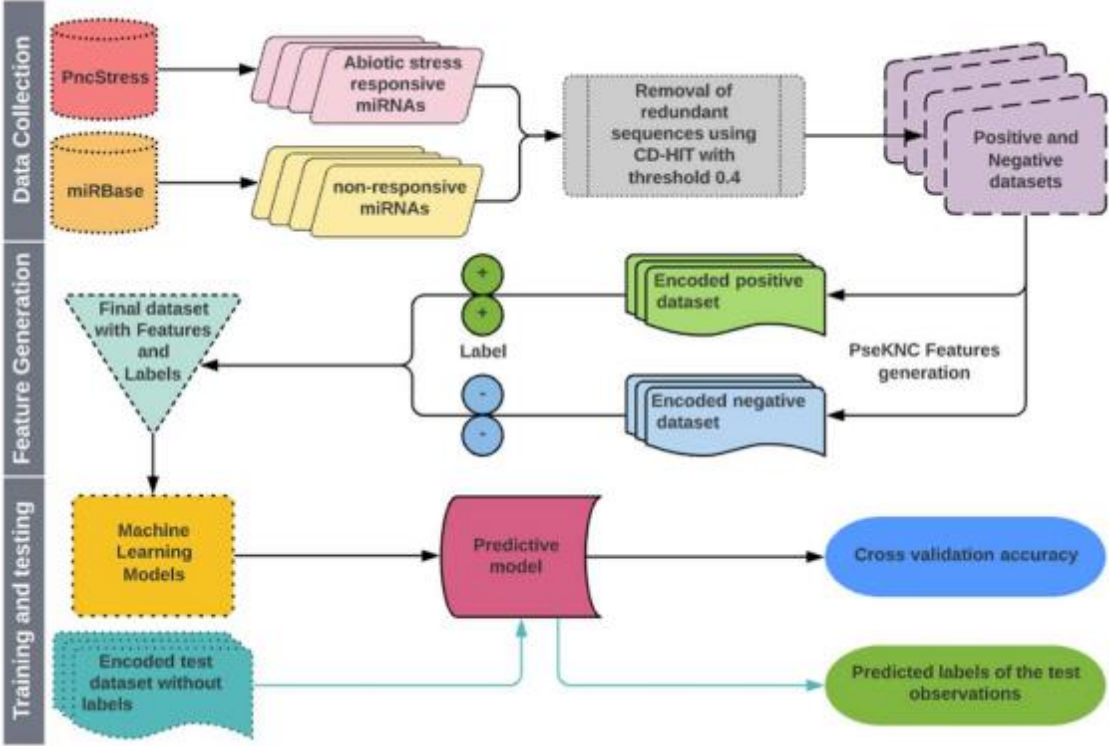 Data Collection
PncStress
Abiotic stress
responsive
miRNAs
Removal of
redundant
sequences using
CD-HIT with
threshold 0.4
Positive and
Negative
datasets
miRBase
non-responsive
miRNAs
Feature Generation
Final dataset
with Features
and
Labels
+
+
Label
-
-
Encoded positive
dataset
PseKNC Features
generation
Encoded negative
dataset
Training and testing
Machine
Learning
Models
Predictive
model
Cross validation accuracy
Encoded test
dataset without
labels
Predicted labels of the test
observations